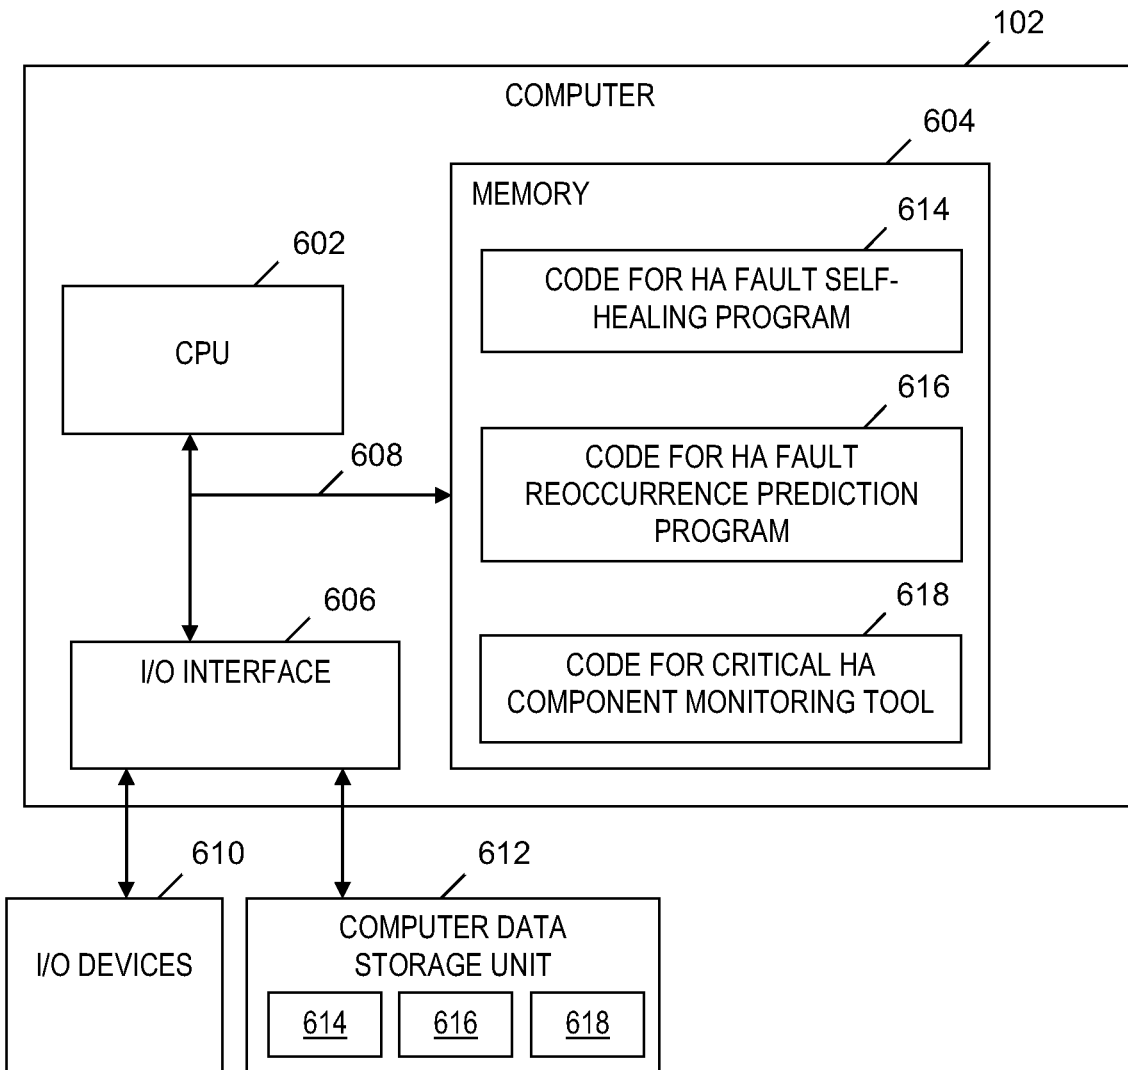 102
COMPUTER
604
MEMORY
614
CODE FOR HA FAULT SELF-
HEALING PROGRAM
602
CPU
616
CODE FOR HA FAULT
REOCCURRENCE PREDICTION
PROGRAM
608
606
I/O INTERFACE
618
CODE FOR CRITICAL HA
COMPONENT MONITORING TOOL
610
I/O DEVICES
612
COMPUTER DATA
STORAGE UNIT
614
616
618